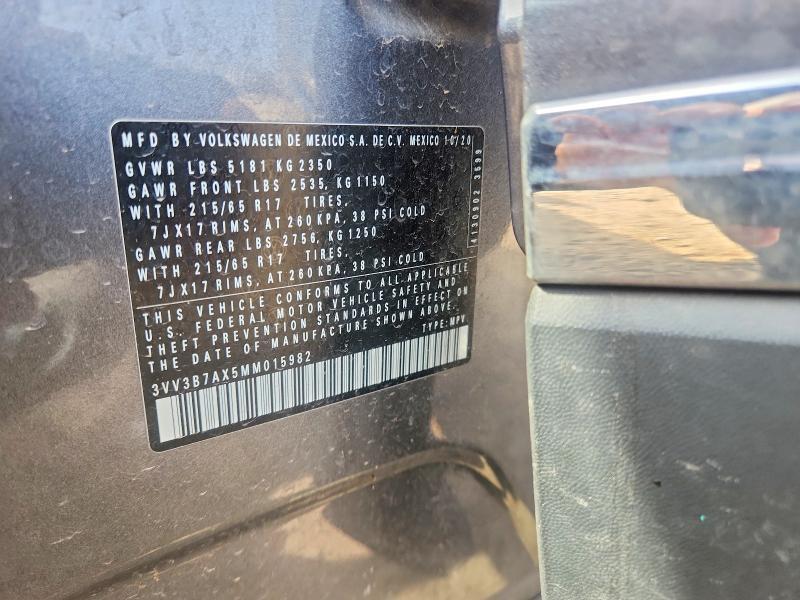 MFD BY VOLKSWAGEN DE MEXICO S.A. DE C.V. MEXICO 10/20
GVWR LBS 5181 KG 2350
GAWR FRONT LBS 2535, KG 1150
WITH 215/65 R17 TIRES,
7JX17 RIMS, AT 260 KPA, 38 PSI COLD
GAWR REAR LBS 2756, KG 1250
WITH 215/65 R17 TIRES,
7JX17 RIMS, AT 260 KPA, 38 PSI COLD
THIS VEHICLE CONFORMS TO ALL APPLICABLE
U.S. FEDERAL MOTOR VEHICLE SAFETY AND
THEFT PREVENTION STANDARDS IN EFFECT ON
THE DATE OF MANUFACTURE SHOWN ABOVE.
TYPE: MPV
3VV3B7AX5MM015982